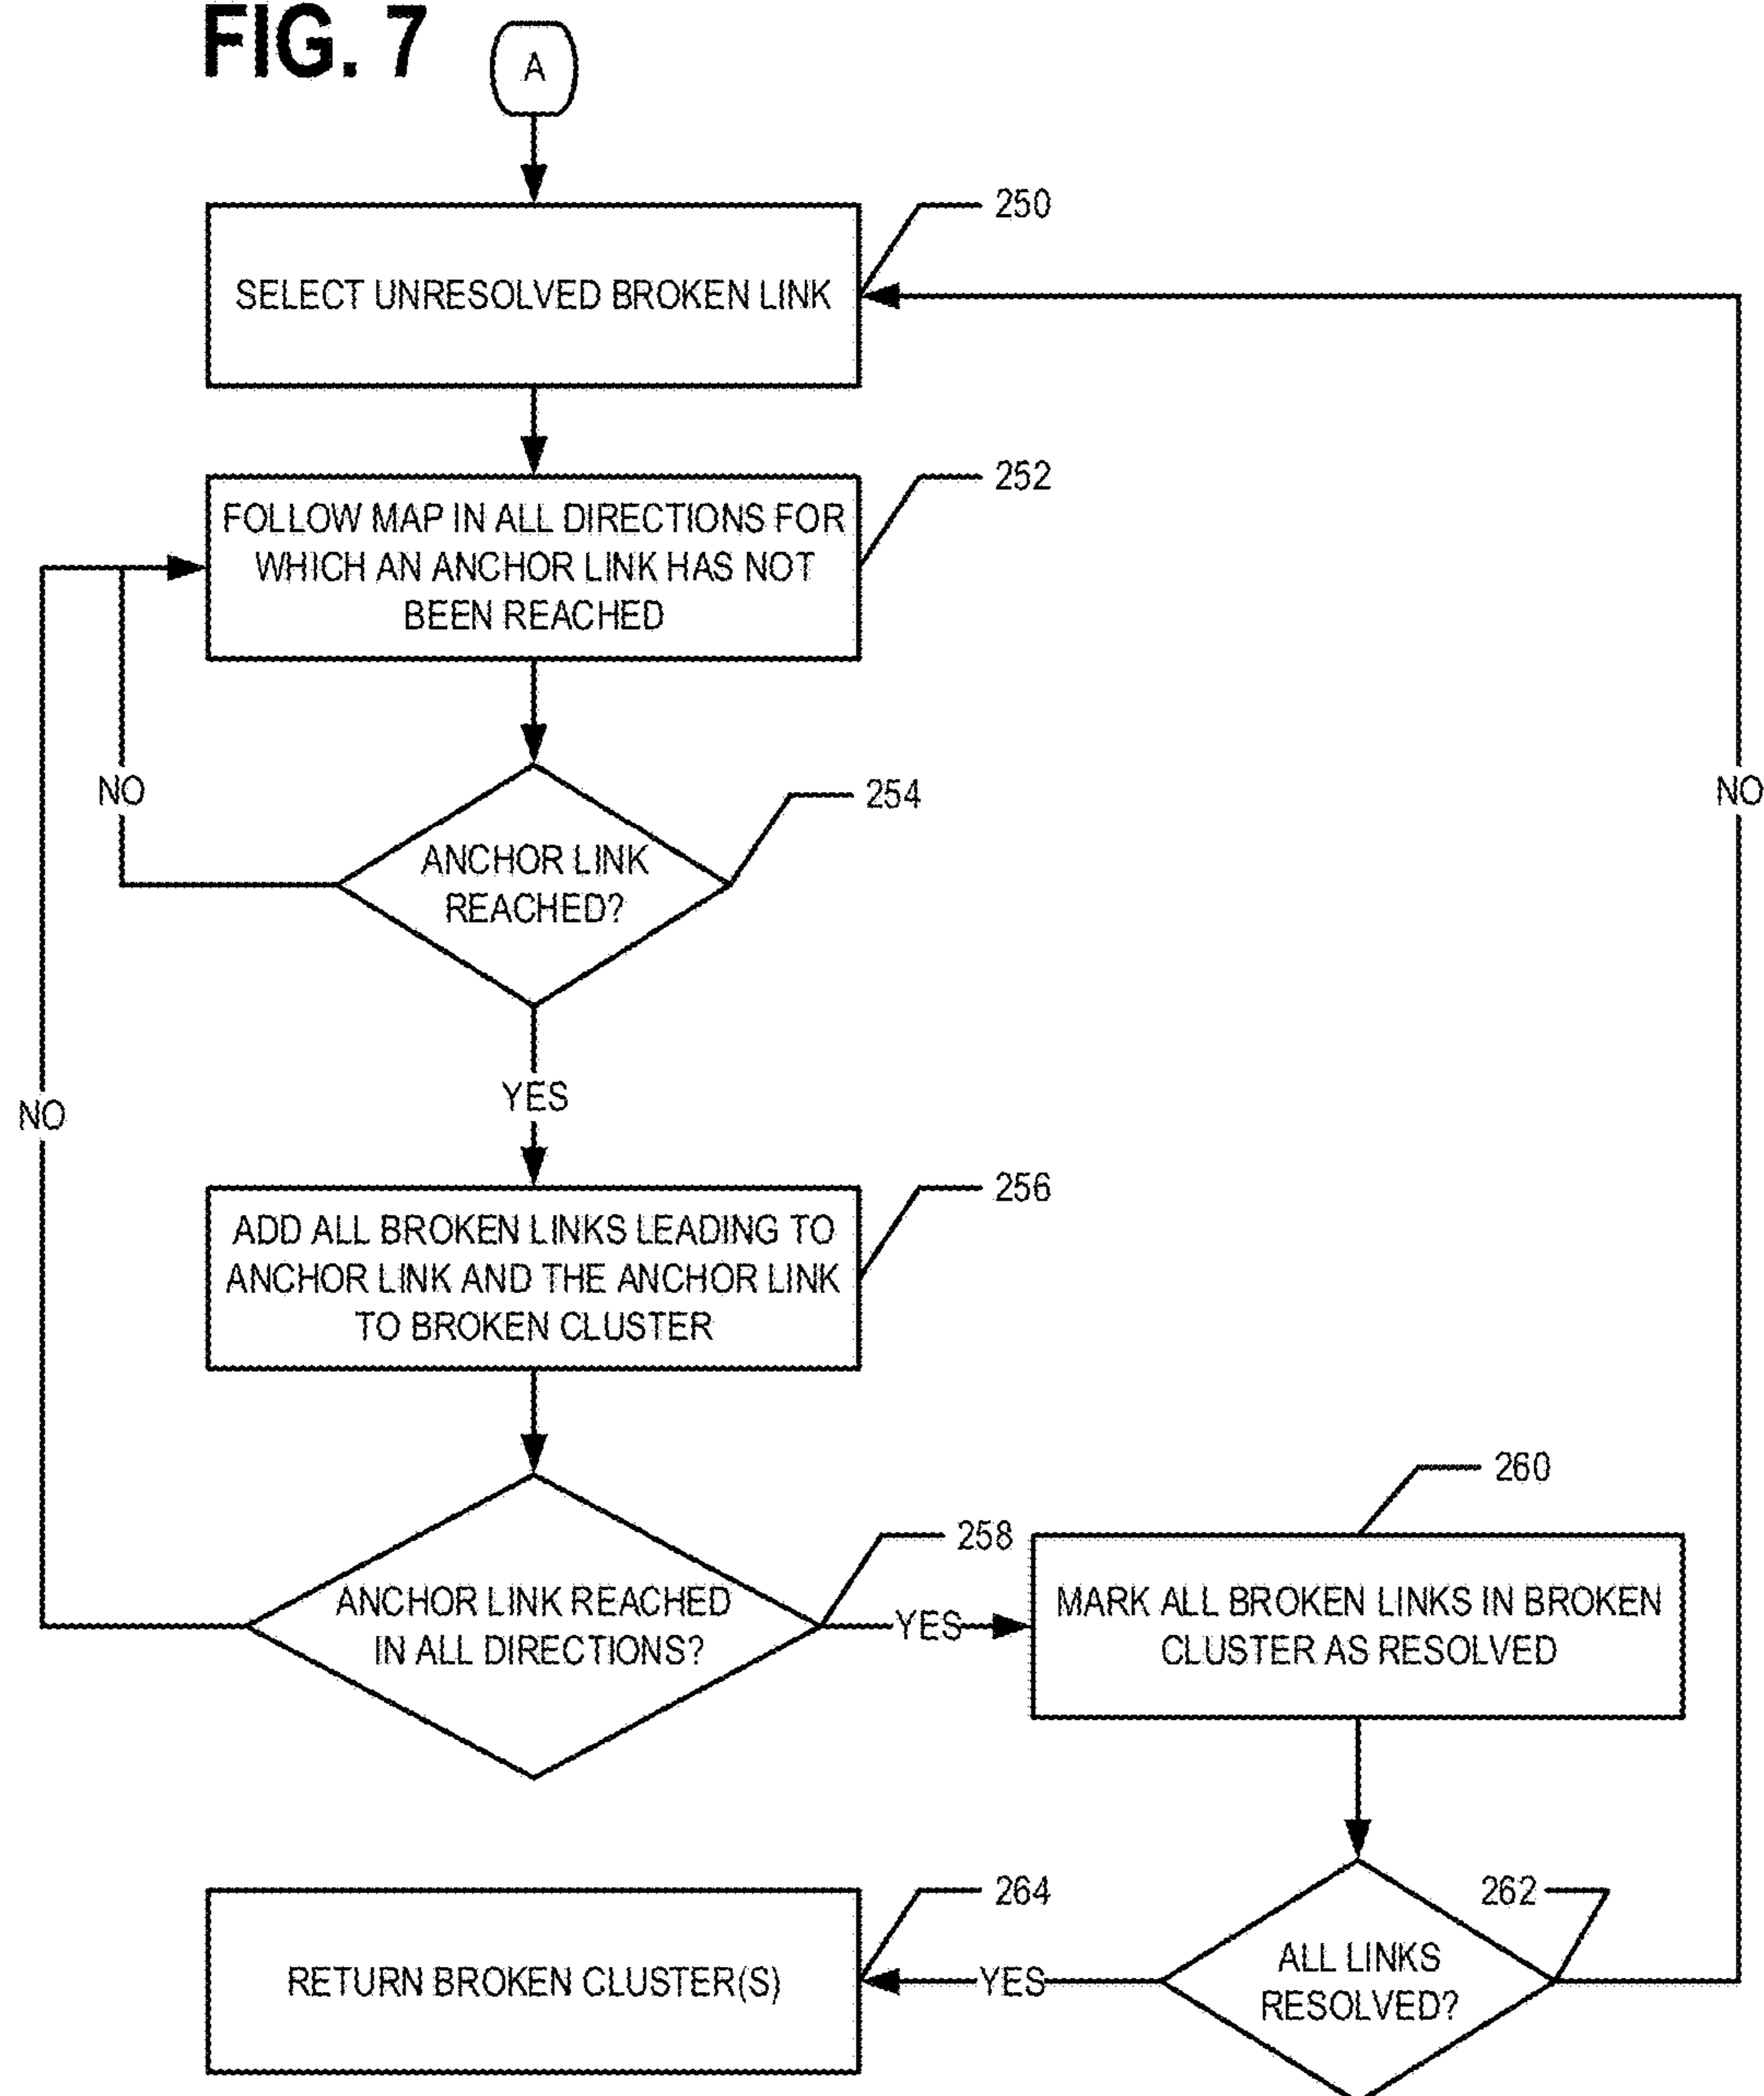 FIG. 7
A
250
SELECT UNRESOLVED BROKEN LINK
252
FOLLOW MAP IN ALL DIRECTIONS FOR
WHICH AN ANCHOR LINK HAS NOT
BEEN REACHED
NO
NO
254
ANCHOR LINK
REACHED?
YES
NO
256
ADD ALL BROKEN LINKS LEADING TO
ANCHOR LINK AND THE ANCHOR LINK
TO BROKEN CLUSTER
258
ANCHOR LINK REACHED
IN ALL DIRECTIONS?
YES
260
MARK ALL BROKEN LINKS IN BROKEN
CLUSTER AS RESOLVED
262
ALL LINKS
RESOLVED?
YES
264
RETURN BROKEN CLUSTER(S)